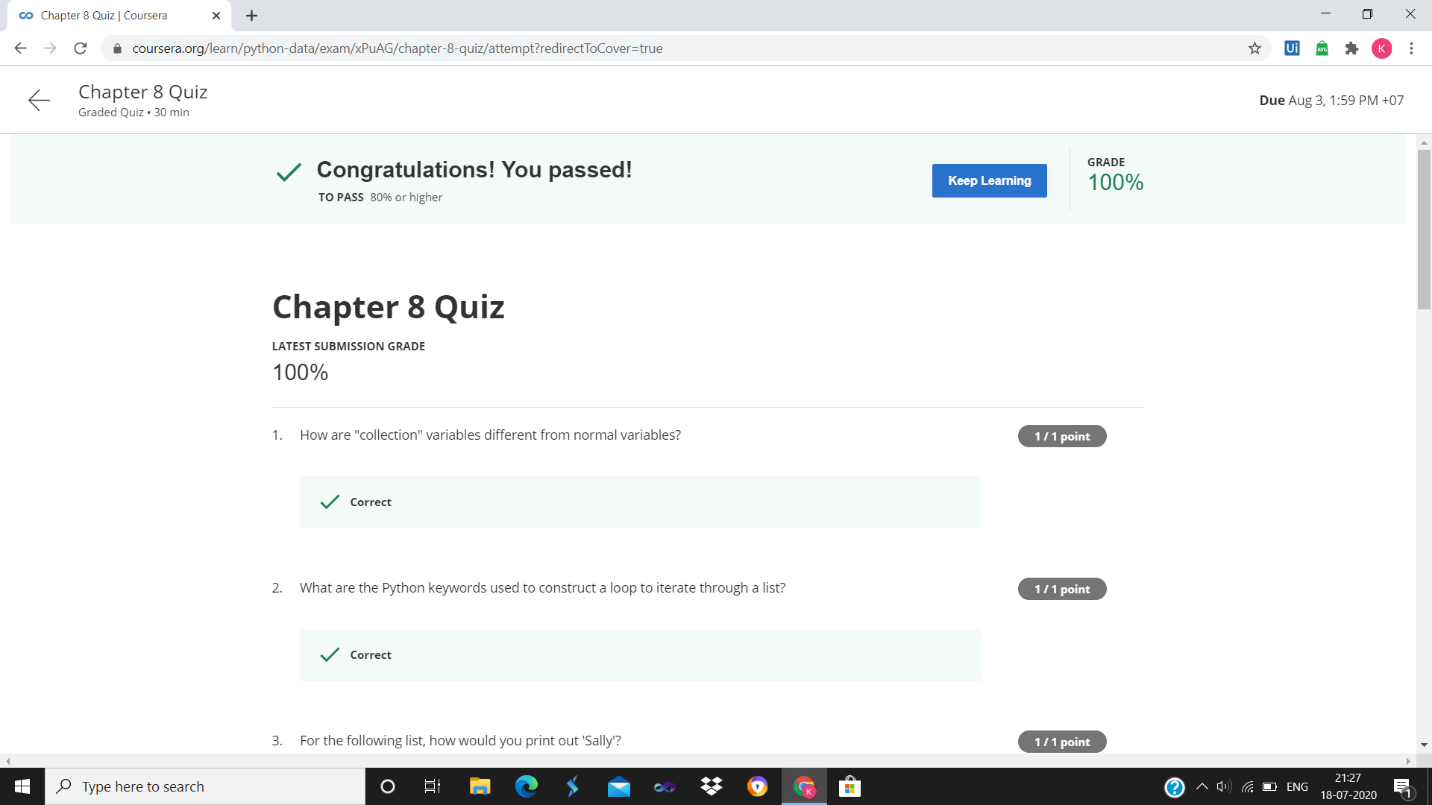 Chapter 8 Quiz | Coursera
coursera.org/learn/python-data/exam/xPuAG/chapter-8-quiz/attempt?redirectToCover=true
Ui
AVG
K
Chapter 8 Quiz
Graded Quiz • 30 min
Due Aug 3, 1:59 PM +07
Congratulations! You passed!
TO PASS 80% or higher
Keep Learning
GRADE
100%
Chapter 8 Quiz
LATEST SUBMISSION GRADE
100%
1. How are "collection" variables different from normal variables?
1 / 1 point
Correct
2. What are the Python keywords used to construct a loop to iterate through a list?
1 / 1 point
Correct
3. For the following list, how would you print out 'Sally'?
1 / 1 point
Type here to search
K
?
ENG
21:27
18-07-2020
1